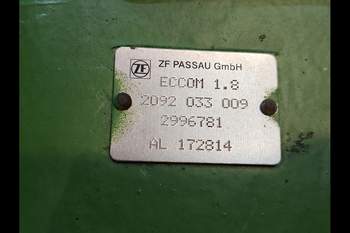 ZF ZF PASSAU GmbH
ECCOM 1.8
2092 033 009
2996781
AL 172814